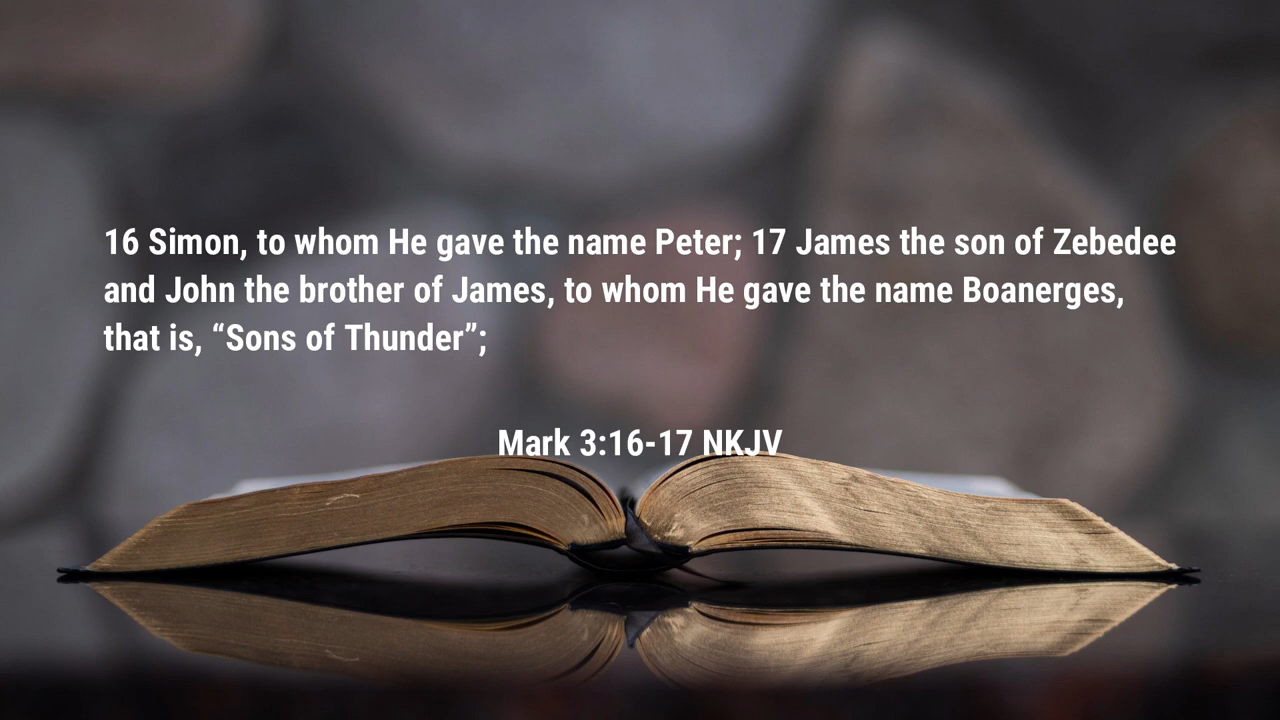 16 Simon, to whom He gave the name Peter; 17 James the son of Zebedee
and John the brother of James, to whom He gave the name Boanerges,
that is, “Sons of Thunder”;
Mark 3:16-17 NKJV